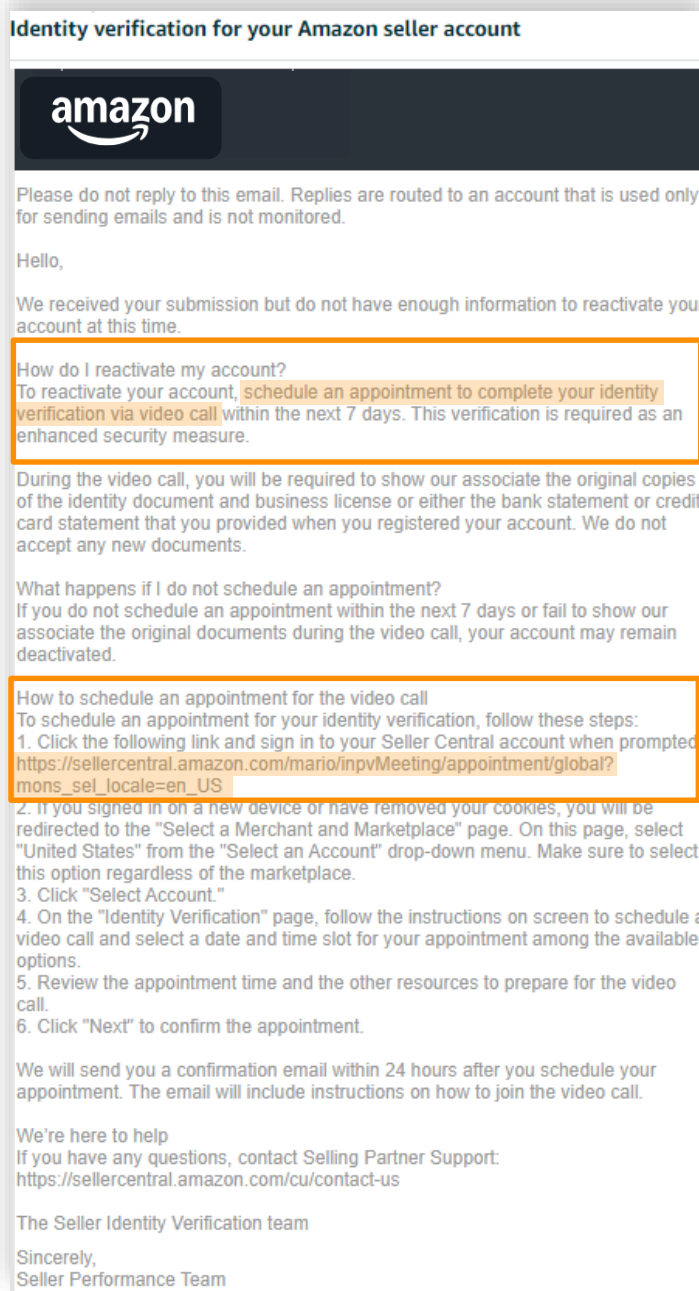 Identity verification for your Amazon seller account
amazon
Please do not reply to this email. Replies are routed to an account that is used only
for sending emails and is not monitored.
Hello,
We received your submission but do not have enough information to reactivate your
account at this time.
How do I reactivate my account?
To reactivate your account, schedule an appointment to complete your identity
verification via video call within the next 7 days. This verification is required as an
enhanced security measure.
During the video call, you will be required to show our associate the original copies
of the identity document and business license or either the bank statement or credit
card statement that you provided when you registered your account. We do not
accept any new documents.
What happens if I do not schedule an appointment?
If you do not schedule an appointment within the next 7 days or fail to show our
associate the original documents during the video call, your account may remain
deactivated.
How to schedule an appointment for the video call
To schedule an appointment for your identity verification, follow these steps:
1. Click the following link and sign in to your Seller Central account when prompted
https://sellercentral.amazon.com/mario/inpvMeeting/appointment/global?
mons_sel_locale=en_US
2. If you signed in on a new device or have removed your cookies, you will be
redirected to the "Select a Merchant and Marketplace" page. On this page, select
"United States" from the "Select an Account" drop-down menu. Make sure to select
this option regardless of the marketplace.
3. Click "Select Account."
4. On the "Identity Verification" page, follow the instructions on screen to schedule a
video call and select a date and time slot for your appointment among the available
options.
5. Review the appointment time and the other resources to prepare for the video
call.
6. Click "Next" to confirm the appointment.
We will send you a confirmation email within 24 hours after you schedule your
appointment. The email will include instructions on how to join the video call.
We're here to help
If you have any questions, contact Selling Partner Support:
https://sellercentral.amazon.com/cu/contact-us
The Seller Identity Verification team
Sincerely,
Seller Performance Team